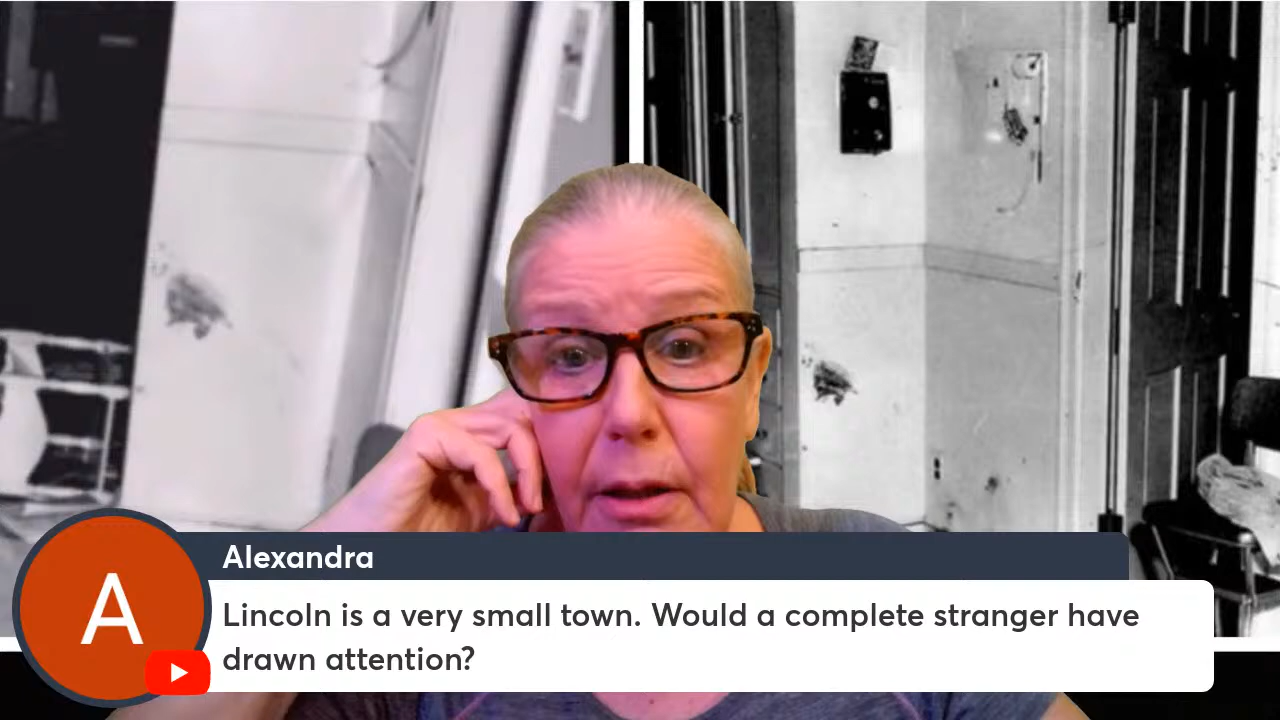 A
Alexandra
Lincoln is a very small town. Would a complete stranger have
drawn attention?